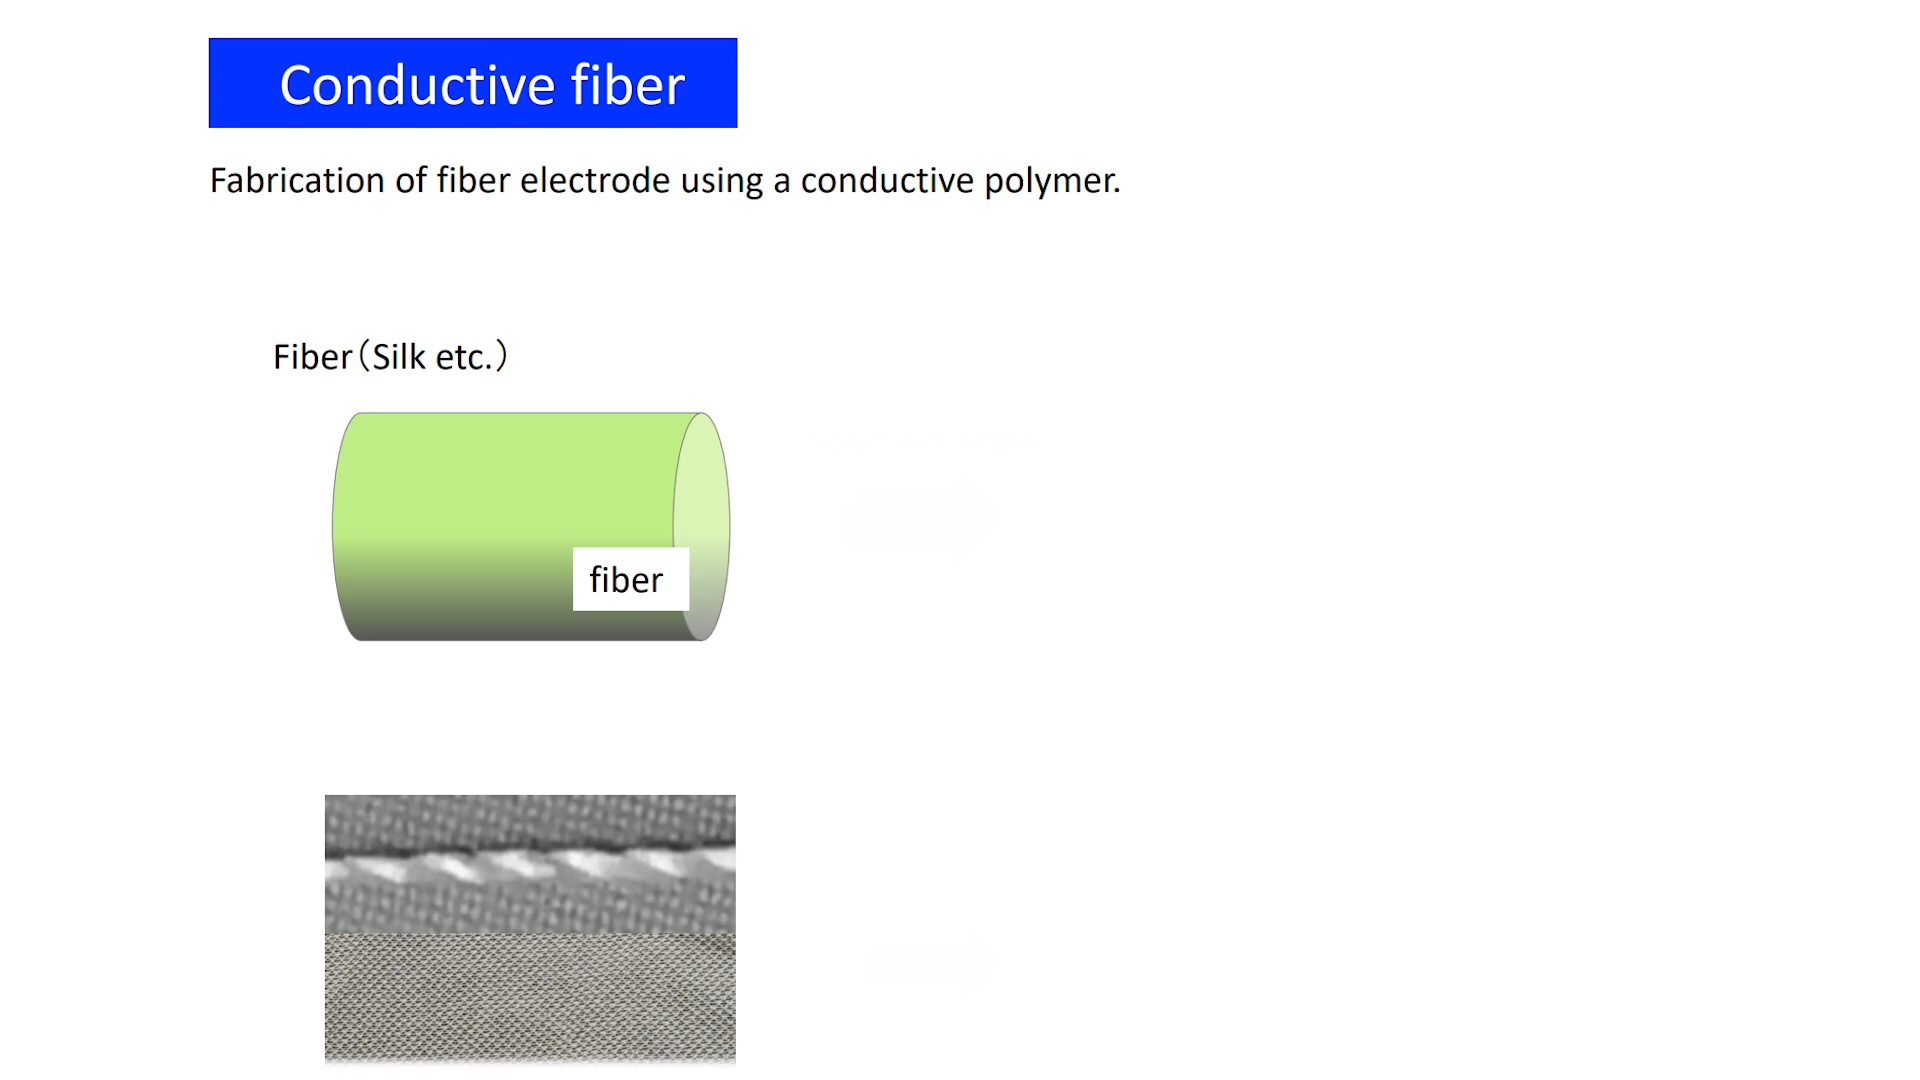 Conductive fiber
Fabrication of fiber electrode using a conductive polymer.
Fiber（Silk etc.）
fiber